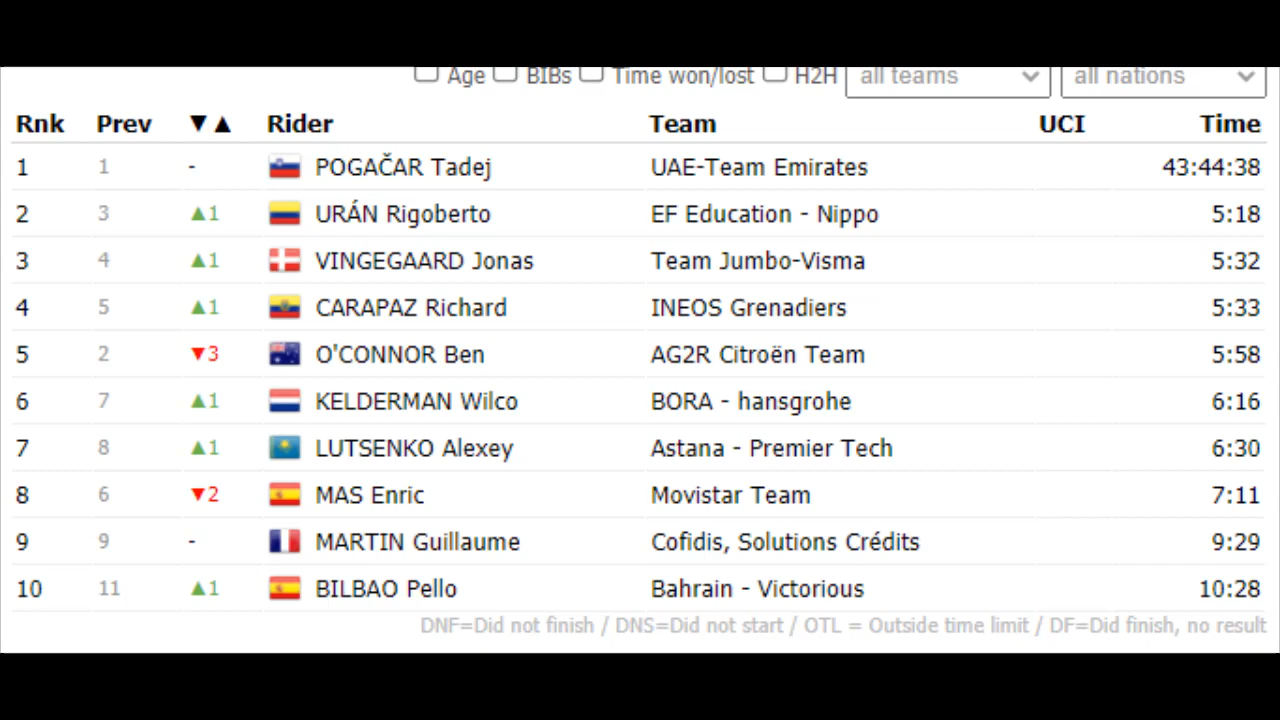 Age BIBs Time won/lost H2H all teams all nations
Rnk Prev ▼▲ Rider Team UCI Time
1 1 - POGAČAR Tadej UAE-Team Emirates 43:44:38
2 3 ▲1 URÁN Rigoberto EF Education - Nippo 5:18
3 4 ▲1 VINGEGAARD Jonas Team Jumbo-Visma 5:32
4 5 ▲1 CARAPAZ Richard INEOS Grenadiers 5:33
5 2 ▼3 O'CONNOR Ben AG2R Citroën Team 5:58
6 7 ▲1 KELDERMAN Wilco BORA - hansgrohe 6:16
7 8 ▲1 LUTSENKO Alexey Astana - Premier Tech 6:30
8 6 ▼2 MAS Enric Movistar Team 7:11
9 9 - MARTIN Guillaume Cofidis, Solutions Crédits 9:29
10 11 ▲1 BILBAO Pello Bahrain - Victorious 10:28
DNF=Did not finish / DNS=Did not start / OTL = Outside time limit / DF=Did finish, no result